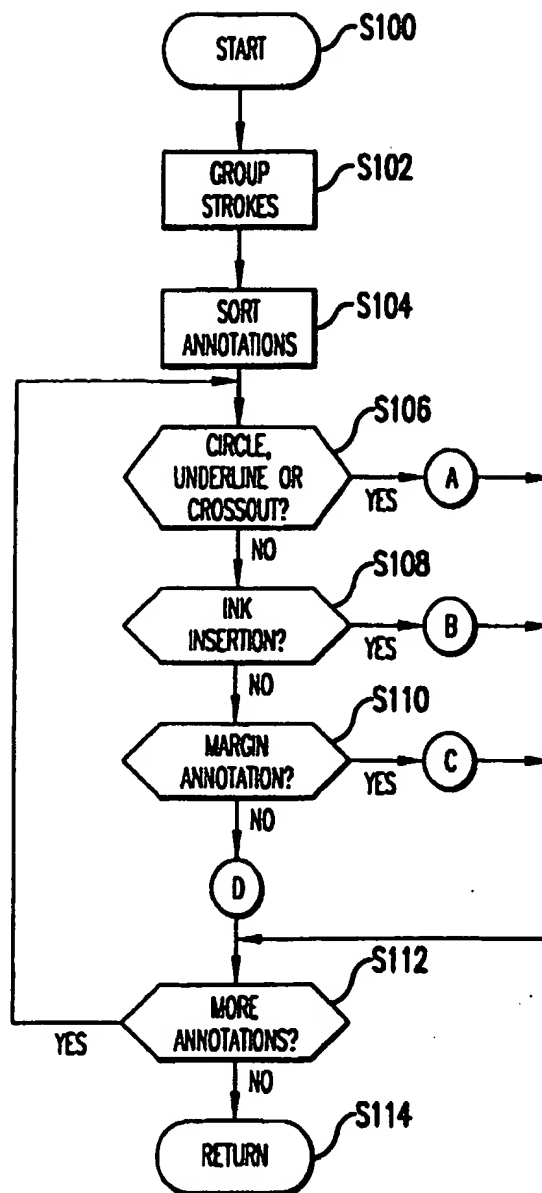 START
S100
GROUP
STROKES
S102
SORT
ANNOTATIONS
S104
CIRCLE,
UNDERLINE OR
CROSSOUT?
S106
YES
A
NO
INK
INSERTION?
S108
YES
B
NO
MARGIN
ANNOTATION?
S110
YES
C
NO
D
MORE
ANNOTATIONS?
S112
YES
NO
RETURN
S114